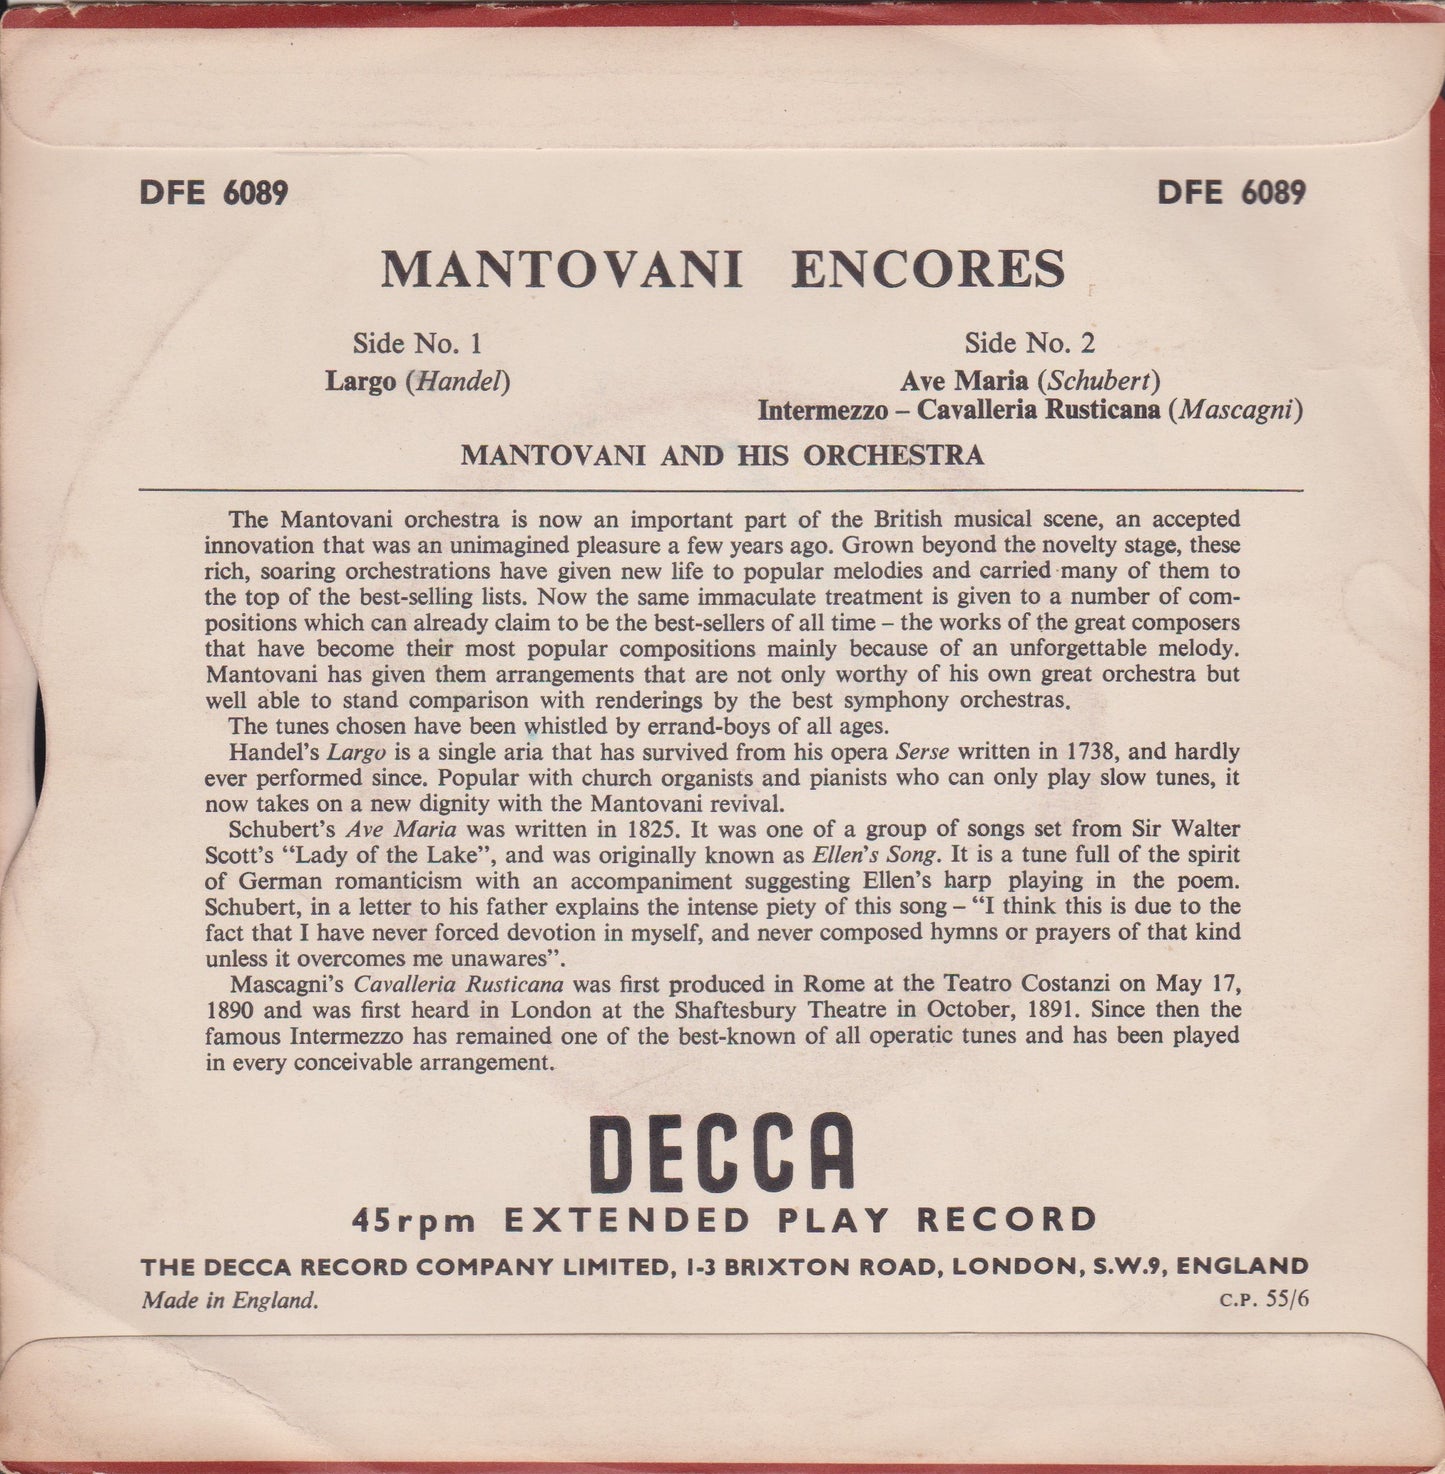 DFE 6089 DFE 6089
MANTOVANI ENCORES
Side No. 1 Side No. 2
Largo (Handel) Ave Maria (Schubert)
Intermezzo – Cavalleria Rusticana (Mascagni)
MANTOVANI AND HIS ORCHESTRA
The Mantovani orchestra is now an important part of the British musical scene, an accepted
innovation that was an unimagined pleasure a few years ago. Grown beyond the novelty stage, these
rich, soaring orchestrations have given new life to popular melodies and carried many of them to
the top of the best-selling lists. Now the same immaculate treatment is given to a number of com-
positions which can already claim to be the best-sellers of all time – the works of the great composers
that have become their most popular compositions mainly because of an unforgettable melody.
Mantovani has given them arrangements that are not only worthy of his own great orchestra but
well able to stand comparison with renderings by the best symphony orchestras.
The tunes chosen have been whistled by errand-boys of all ages.
Handel's Largo is a single aria that has survived from his opera Serse written in 1738, and hardly
ever performed since. Popular with church organists and pianists who can only play slow tunes, it
now takes on a new dignity with the Mantovani revival.
Schubert's Ave Maria was written in 1825. It was one of a group of songs set from Sir Walter
Scott's “Lady of the Lake”, and was originally known as Ellen's Song. It is a tune full of the spirit
of German romanticism with an accompaniment suggesting Ellen's harp playing in the poem.
Schubert, in a letter to his father explains the intense piety of this song – “I think this is due to the
fact that I have never forced devotion in myself, and never composed hymns or prayers of that kind
unless it overcomes me unawares”.
Mascagni's Cavalleria Rusticana was first produced in Rome at the Teatro Costanzi on May 17,
1890 and was first heard in London at the Shaftesbury Theatre in October, 1891. Since then the
famous Intermezzo has remained one of the best-known of all operatic tunes and has been played
in every conceivable arrangement.
DECCA
45rpm EXTENDED PLAY RECORD
THE DECCA RECORD COMPANY LIMITED, 1-3 BRIXTON ROAD, LONDON, S.W.9, ENGLAND
Made in England. C.P. 55/6